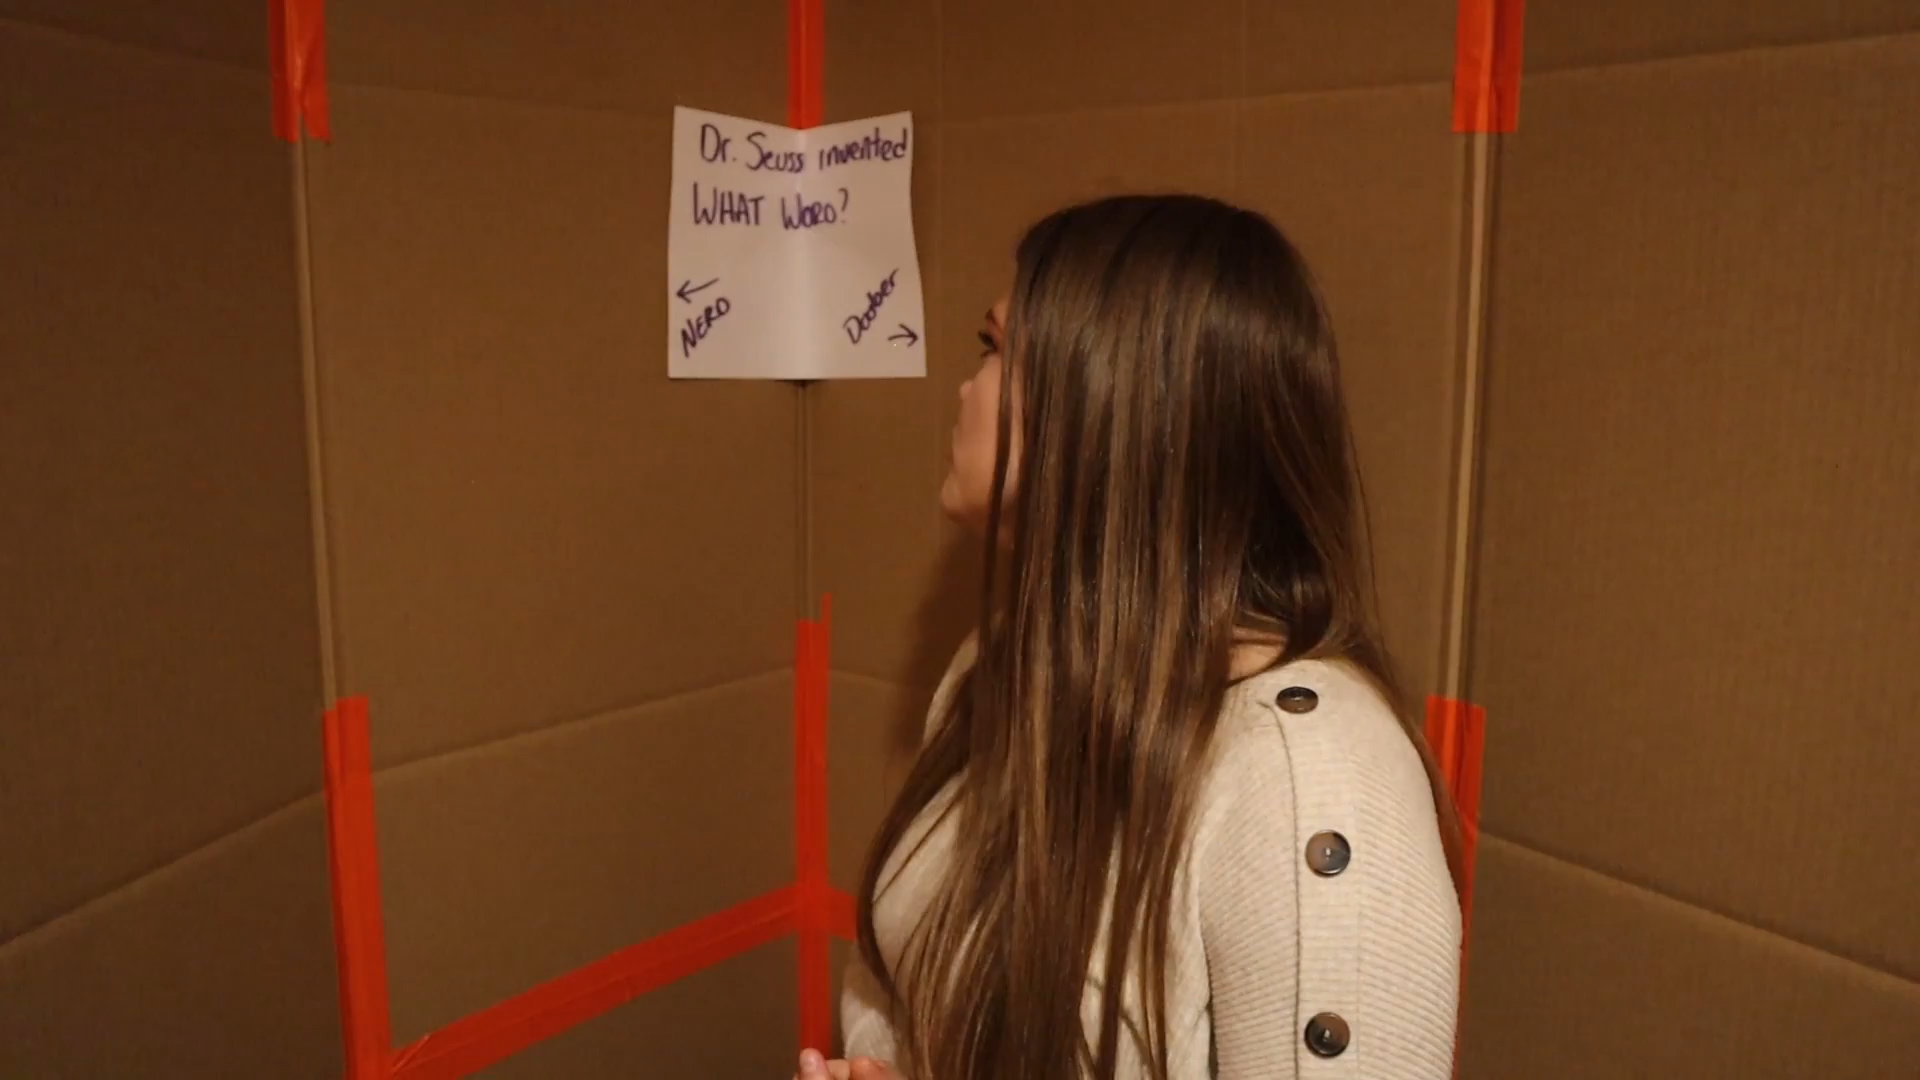 Dr. Seuss invented
WHAT WORD?
← →
NERD Doober